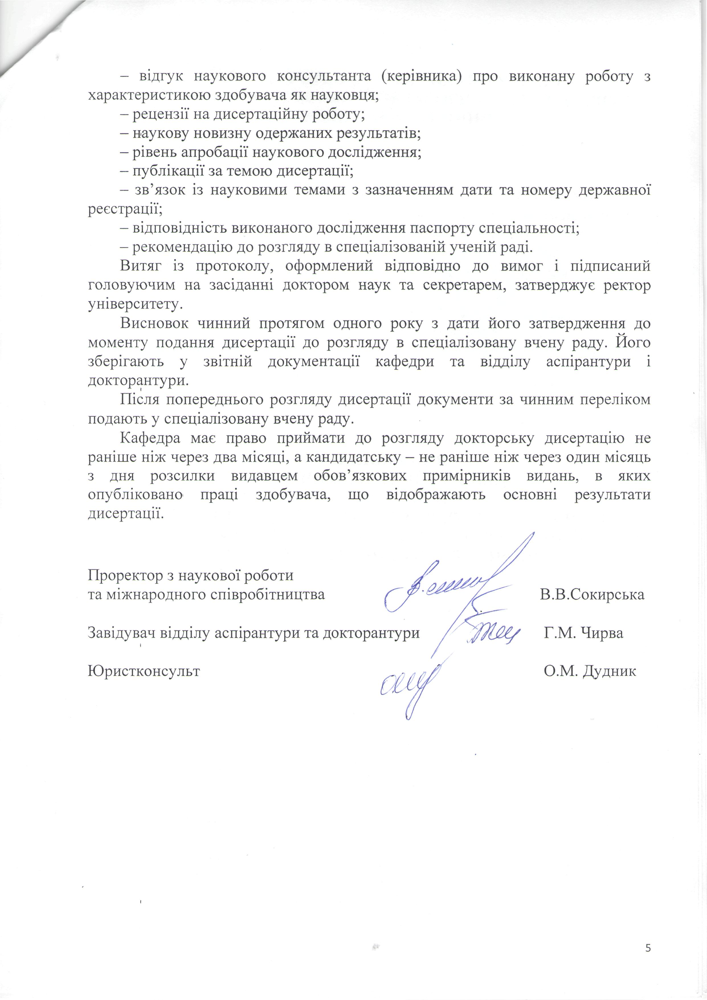 – відгук наукового консультанта (керівника) про виконану роботу з
характеристикою здобувача як науковця;
– рецензії на дисертаційну роботу;
– наукову новизну одержаних результатів;
– рівень апробації наукового дослідження;
– публікації за темою дисертації;
– зв’язок із науковими темами з зазначенням дати та номеру державної
реєстрації;
– відповідність виконаного дослідження паспорту спеціальності;
– рекомендацію до розгляду в спеціалізованій ученій раді.
Витяг із протоколу, оформлений відповідно до вимог і підписаний
головуючим на засіданні доктором наук та секретарем, затверджує ректор
університету.
Висновок чинний протягом одного року з дати його затвердження до
моменту подання дисертації до розгляду в спеціалізовану вчену раду. Його
зберігають у звітній документації кафедри та відділу аспірантури і
докторантури.
Після попереднього розгляду дисертації документи за чинним переліком
подають у спеціалізовану вчену раду.
Кафедра має право приймати до розгляду докторську дисертацію не
раніше ніж через два місяці, а кандидатську – не раніше ніж через один місяць
з дня розсилки видавцем обов’язкових примірників видань, в яких
опубліковано праці здобувача, що відображають основні результати
дисертації.
Проректор з наукової роботи
та міжнародного співробітництва В.В.Сокирська
Завідувач відділу аспірантури та докторантури Г.М. Чирва
Юристконсульт О.М. Дудник
5